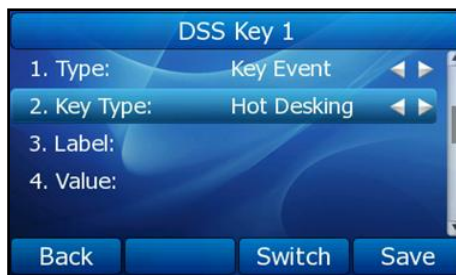 DSS Key 1
1. Type: Key Event
2. Key Type: Hot Desking
3. Label:
4. Value:
Back Switch Save